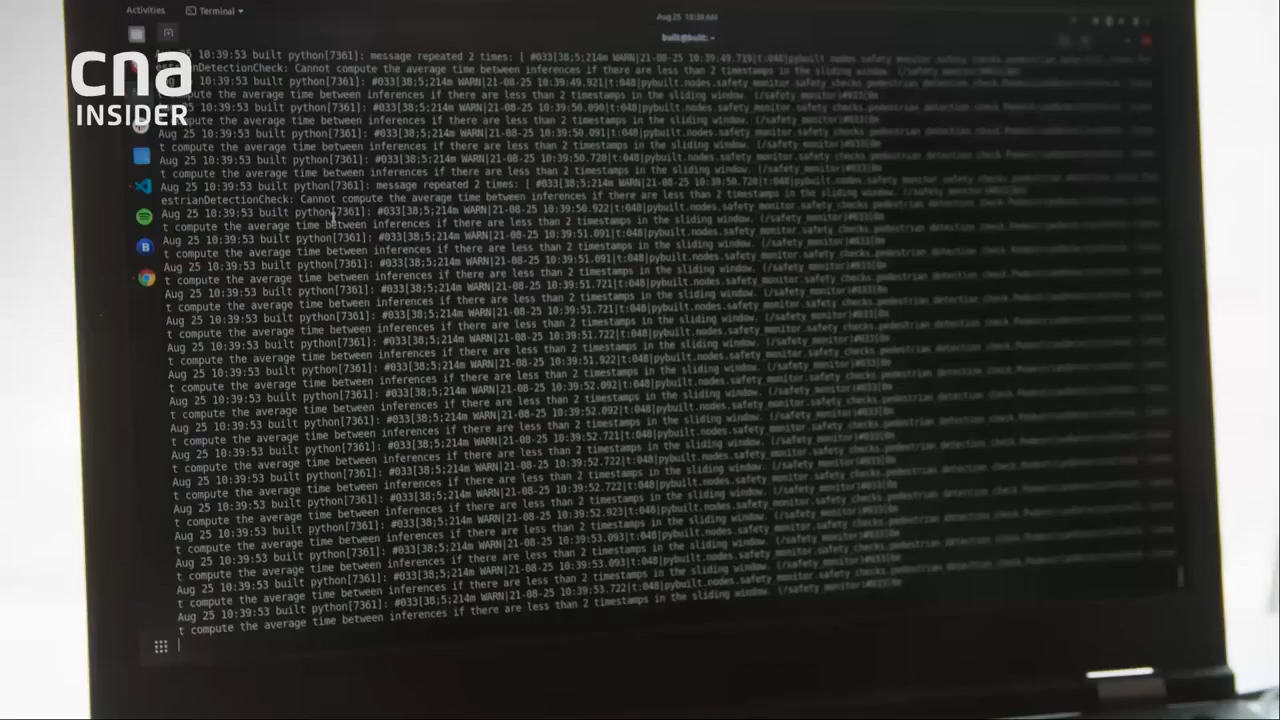 Activities
Terminal
Aug 25 10:39 AM
built@built: ~
cna
INSIDER
Aug 25 10:39:53 built python[7361]: message repeated 2 times: [ #033[38;5;214m WARN|21-08-25 10:39:49.719|t:048|pybuilt.nodes.safety_monitor.safety_checks.pedestrian_detection_check
estrianDetectionCheck: Cannot compute the average time between inferences if there are less than 2 timestamps in the sliding window. (/safety_monitor)
Aug 25 10:39:53 built python[7361]: #033[38;5;214m WARN|21-08-25 10:39:49.921|t:048|pybuilt.nodes.safety_monitor.safety_checks.pedestrian_detection_check
t compute the average time between inferences if there are less than 2 timestamps in the sliding window. (/safety_monitor)#033[0m
Aug 25 10:39:53 built python[7361]: #033[38;5;214m WARN|21-08-25 10:39:50.090|t:048|pybuilt.nodes.safety_monitor.safety_checks.pedestrian_detection_check
t compute the average time between inferences if there are less than 2 timestamps in the sliding window. (/safety_monitor)#033[0m
Aug 25 10:39:53 built python[7361]: #033[38;5;214m WARN|21-08-25 10:39:50.091|t:048|pybuilt.nodes.safety_monitor.safety_checks.pedestrian_detection_check
t compute the average time between inferences if there are less than 2 timestamps in the sliding window. (/safety_monitor)#033[0m
Aug 25 10:39:53 built python[7361]: #033[38;5;214m WARN|21-08-25 10:39:50.720|t:048|pybuilt.nodes.safety_monitor.safety_checks.pedestrian_detection_check
t compute the average time between inferences if there are less than 2 timestamps in the sliding window. (/safety_monitor)#033[0m
Aug 25 10:39:53 built python[7361]: message repeated 2 times: [ #033[38;5;214m WARN|21-08-25 10:39:50.720|t:048|pybuilt.nodes.safety_monitor.safety_checks.pedestrian_detection_check
estrianDetectionCheck: Cannot compute the average time between inferences if there are less than 2 timestamps in the sliding window. (/safety_monitor)
Aug 25 10:39:53 built python[7361]: #033[38;5;214m WARN|21-08-25 10:39:50.922|t:048|pybuilt.nodes.safety_monitor.safety_checks.pedestrian_detection_check
t compute the average time between inferences if there are less than 2 timestamps in the sliding window. (/safety_monitor)#033[0m
Aug 25 10:39:53 built python[7361]: #033[38;5;214m WARN|21-08-25 10:39:51.091|t:048|pybuilt.nodes.safety_monitor.safety_checks.pedestrian_detection_check
t compute the average time between inferences if there are less than 2 timestamps in the sliding window. (/safety_monitor)#033[0m
Aug 25 10:39:53 built python[7361]: #033[38;5;214m WARN|21-08-25 10:39:51.091|t:048|pybuilt.nodes.safety_monitor.safety_checks.pedestrian_detection_check
t compute the average time between inferences if there are less than 2 timestamps in the sliding window. (/safety_monitor)#033[0m
Aug 25 10:39:53 built python[7361]: #033[38;5;214m WARN|21-08-25 10:39:51.721|t:048|pybuilt.nodes.safety_monitor.safety_checks.pedestrian_detection_check
t compute the average time between inferences if there are less than 2 timestamps in the sliding window. (/safety_monitor)#033[0m
Aug 25 10:39:53 built python[7361]: #033[38;5;214m WARN|21-08-25 10:39:51.721|t:048|pybuilt.nodes.safety_monitor.safety_checks.pedestrian_detection_check
t compute the average time between inferences if there are less than 2 timestamps in the sliding window. (/safety_monitor)#033[0m
Aug 25 10:39:53 built python[7361]: #033[38;5;214m WARN|21-08-25 10:39:51.722|t:048|pybuilt.nodes.safety_monitor.safety_checks.pedestrian_detection_check
t compute the average time between inferences if there are less than 2 timestamps in the sliding window. (/safety_monitor)#033[0m
Aug 25 10:39:53 built python[7361]: #033[38;5;214m WARN|21-08-25 10:39:51.922|t:048|pybuilt.nodes.safety_monitor.safety_checks.pedestrian_detection_check
t compute the average time between inferences if there are less than 2 timestamps in the sliding window. (/safety_monitor)#033[0m
Aug 25 10:39:53 built python[7361]: #033[38;5;214m WARN|21-08-25 10:39:52.092|t:048|pybuilt.nodes.safety_monitor.safety_checks.pedestrian_detection_check
t compute the average time between inferences if there are less than 2 timestamps in the sliding window. (/safety_monitor)#033[0m
Aug 25 10:39:53 built python[7361]: #033[38;5;214m WARN|21-08-25 10:39:52.092|t:048|pybuilt.nodes.safety_monitor.safety_checks.pedestrian_detection_check
t compute the average time between inferences if there are less than 2 timestamps in the sliding window. (/safety_monitor)#033[0m
Aug 25 10:39:53 built python[7361]: #033[38;5;214m WARN|21-08-25 10:39:52.721|t:048|pybuilt.nodes.safety_monitor.safety_checks.pedestrian_detection_check
t compute the average time between inferences if there are less than 2 timestamps in the sliding window. (/safety_monitor)#033[0m
Aug 25 10:39:53 built python[7361]: #033[38;5;214m WARN|21-08-25 10:39:52.722|t:048|pybuilt.nodes.safety_monitor.safety_checks.pedestrian_detection_check
t compute the average time between inferences if there are less than 2 timestamps in the sliding window. (/safety_monitor)#033[0m
Aug 25 10:39:53 built python[7361]: #033[38;5;214m WARN|21-08-25 10:39:52.722|t:048|pybuilt.nodes.safety_monitor.safety_checks.pedestrian_detection_check
t compute the average time between inferences if there are less than 2 timestamps in the sliding window. (/safety_monitor)#033[0m
Aug 25 10:39:53 built python[7361]: #033[38;5;214m WARN|21-08-25 10:39:52.923|t:048|pybuilt.nodes.safety_monitor.safety_checks.pedestrian_detection_check
t compute the average time between inferences if there are less than 2 timestamps in the sliding window. (/safety_monitor)#033[0m
Aug 25 10:39:53 built python[7361]: #033[38;5;214m WARN|21-08-25 10:39:53.093|t:048|pybuilt.nodes.safety_monitor.safety_checks.pedestrian_detection_check
t compute the average time between inferences if there are less than 2 timestamps in the sliding window. (/safety_monitor)#033[0m
Aug 25 10:39:53 built python[7361]: #033[38;5;214m WARN|21-08-25 10:39:53.093|t:048|pybuilt.nodes.safety_monitor.safety_checks.pedestrian_detection_check
t compute the average time between inferences if there are less than 2 timestamps in the sliding window. (/safety_monitor)#033[0m
Aug 25 10:39:53 built python[7361]: #033[38;5;214m WARN|21-08-25 10:39:53.722|t:048|pybuilt.nodes.safety_monitor.safety_checks.pedestrian_detection_check
t compute the average time between inferences if there are less than 2 timestamps in the sliding window. (/safety_monitor)#033[0m